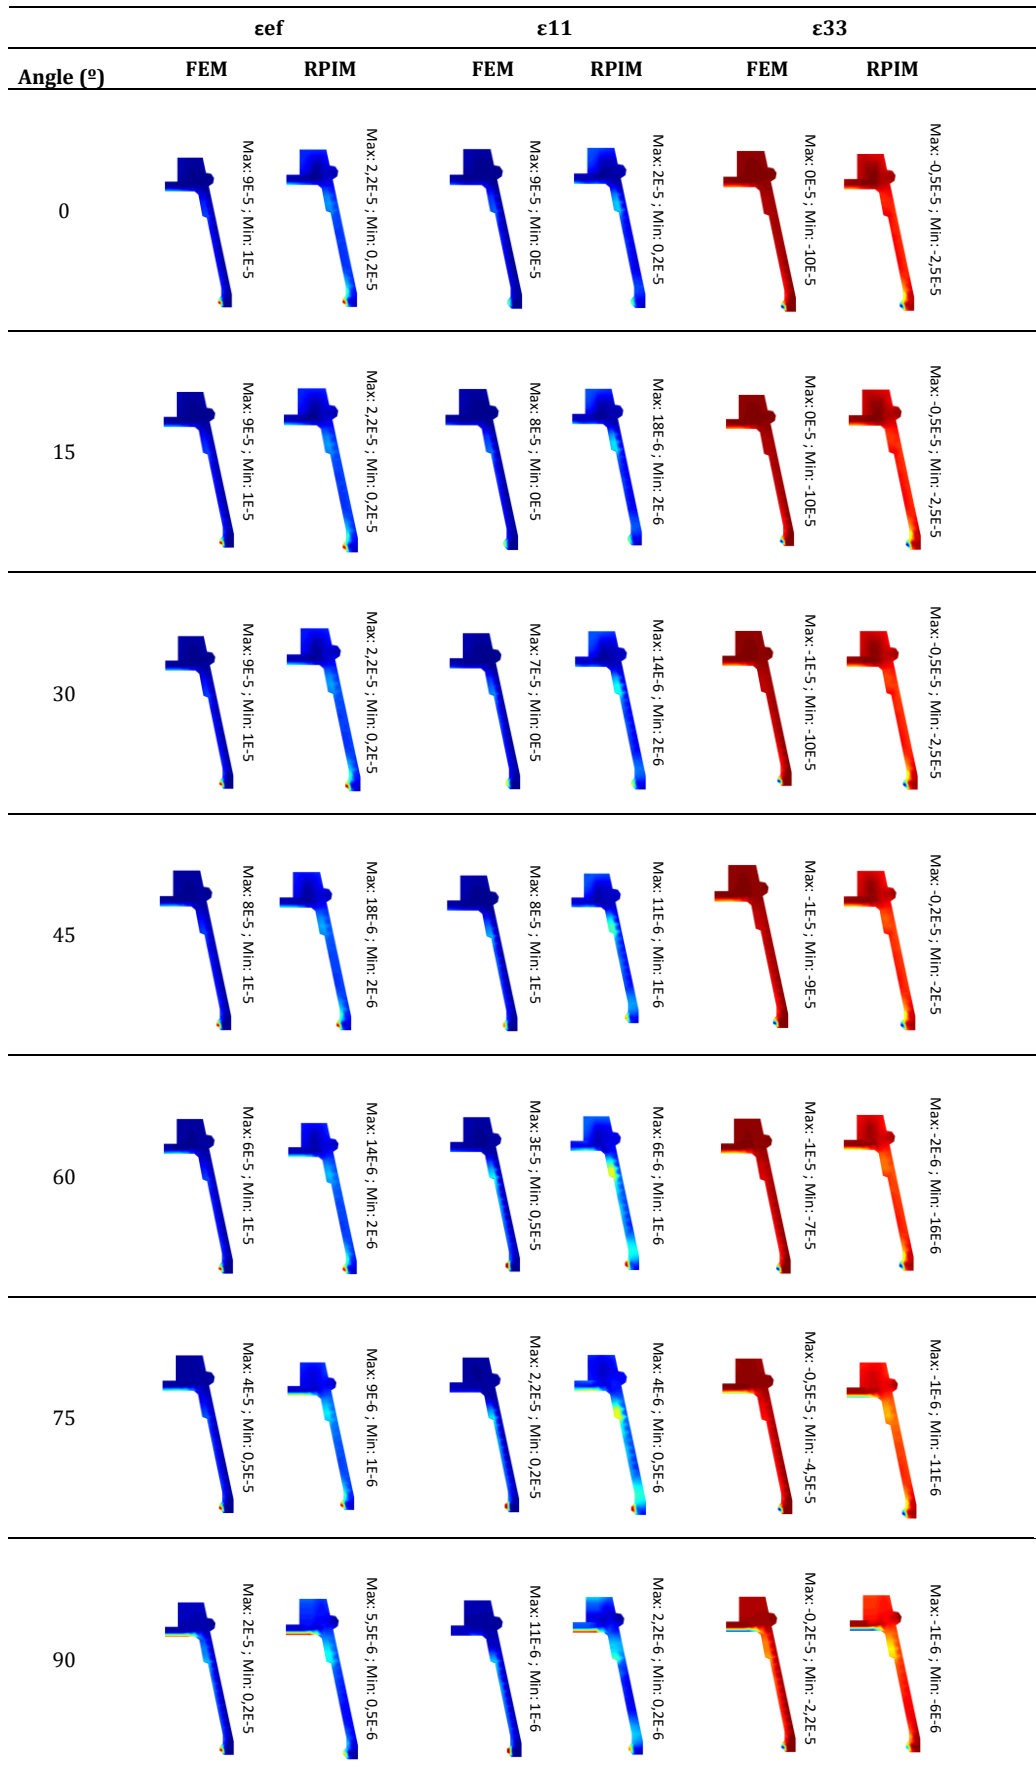 εef ε11 ε33
Angle (º) FEM RPIM FEM RPIM FEM RPIM
0
Max: 9E-5 ; Min: 1E-5
Max: 2,2E-5 ; Min: 0,2E-5
Max: 9E-5 ; Min: 0E-5
Max: 2E-5 ; Min: 0,2E-5
Max: 0E-5 ; Min: -10E-5
Max: -0,5E-5 ; Min: -2,5E-5
15
Max: 9E-5 ; Min: 1E-5
Max: 2,2E-5 ; Min: 0,2E-5
Max: 8E-5 ; Min: 0E-5
Max: 18E-6 ; Min: 2E-6
Max: 0E-5 ; Min: -10E-5
Max: -0,5E-5 ; Min: -2,5E-5
30
Max: 9E-5 ; Min: 1E-5
Max: 2,2E-5 ; Min: 0,2E-5
Max: 7E-5 ; Min: 0E-5
Max: 14E-6 ; Min: 2E-6
Max: -1E-5 ; Min: -10E-5
Max: -0,5E-5 ; Min: -2,5E-5
45
Max: 8E-5 ; Min: 1E-5
Max: 18E-6 ; Min: 2E-6
Max: 8E-5 ; Min: 1E-5
Max: 11E-6 ; Min: 1E-6
Max: -1E-5 ; Min: -9E-5
Max: -0,2E-5 ; Min: -2E-5
60
Max: 6E-5 ; Min: 1E-5
Max: 14E-6 ; Min: 2E-6
Max: 3E-5 ; Min: 0,5E-5
Max: 6E-6 ; Min: 1E-6
Max: -1E-5 ; Min: -7E-5
Max: -2E-6 ; Min: -16E-6
75
Max: 4E-5 ; Min: 0,5E-5
Max: 9E-6 ; Min: 1E-6
Max: 2,2E-5 ; Min: 0,2E-5
Max: 4E-6 ; Min: 0,5E-6
Max: -0,5E-5 ; Min: -4,5E-5
Max: -1E-6 ; Min: -11E-6
90
Max: 2E-5 ; Min: 0,2E-5
Max: 5,5E-6 ; Min: 0,5E-6
Max: 11E-6 ; Min: 1E-6
Max: 2,2E-6 ; Min: 0,2E-6
Max: -0,2E-5 ; Min: -2,2E-5
Max: -1E-6 ; Min: -6E-6